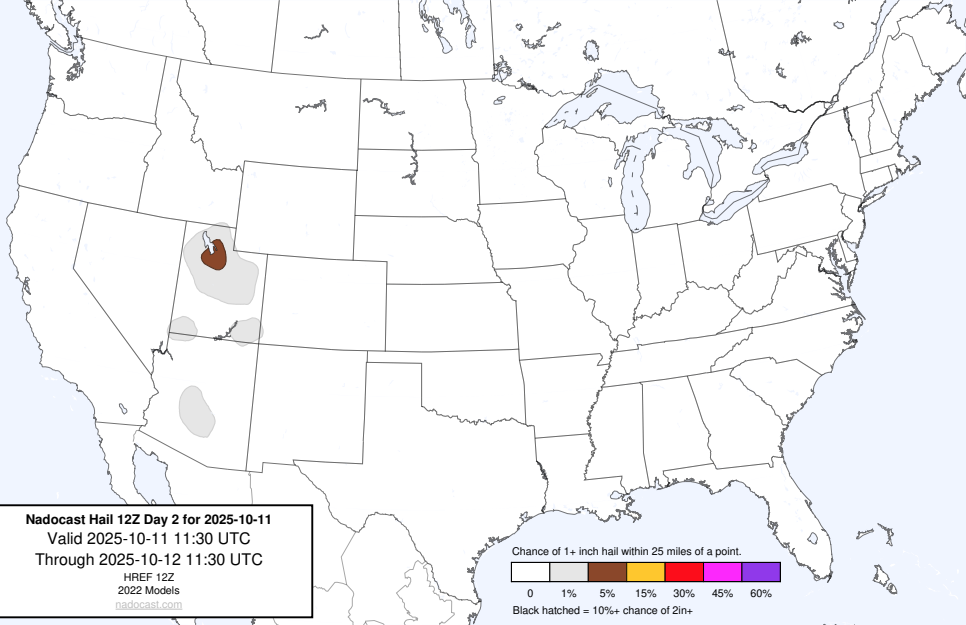 Nadocast Hail 12Z Day 2 for 2025-10-11
Valid 2025-10-11 11:30 UTC
Through 2025-10-12 11:30 UTC
HREF 12Z
2022 Models
nadocast.com
Chance of 1+ inch hail within 25 miles of a point.
0 1% 5% 15% 30% 45% 60%
Black hatched = 10%+ chance of 2in+